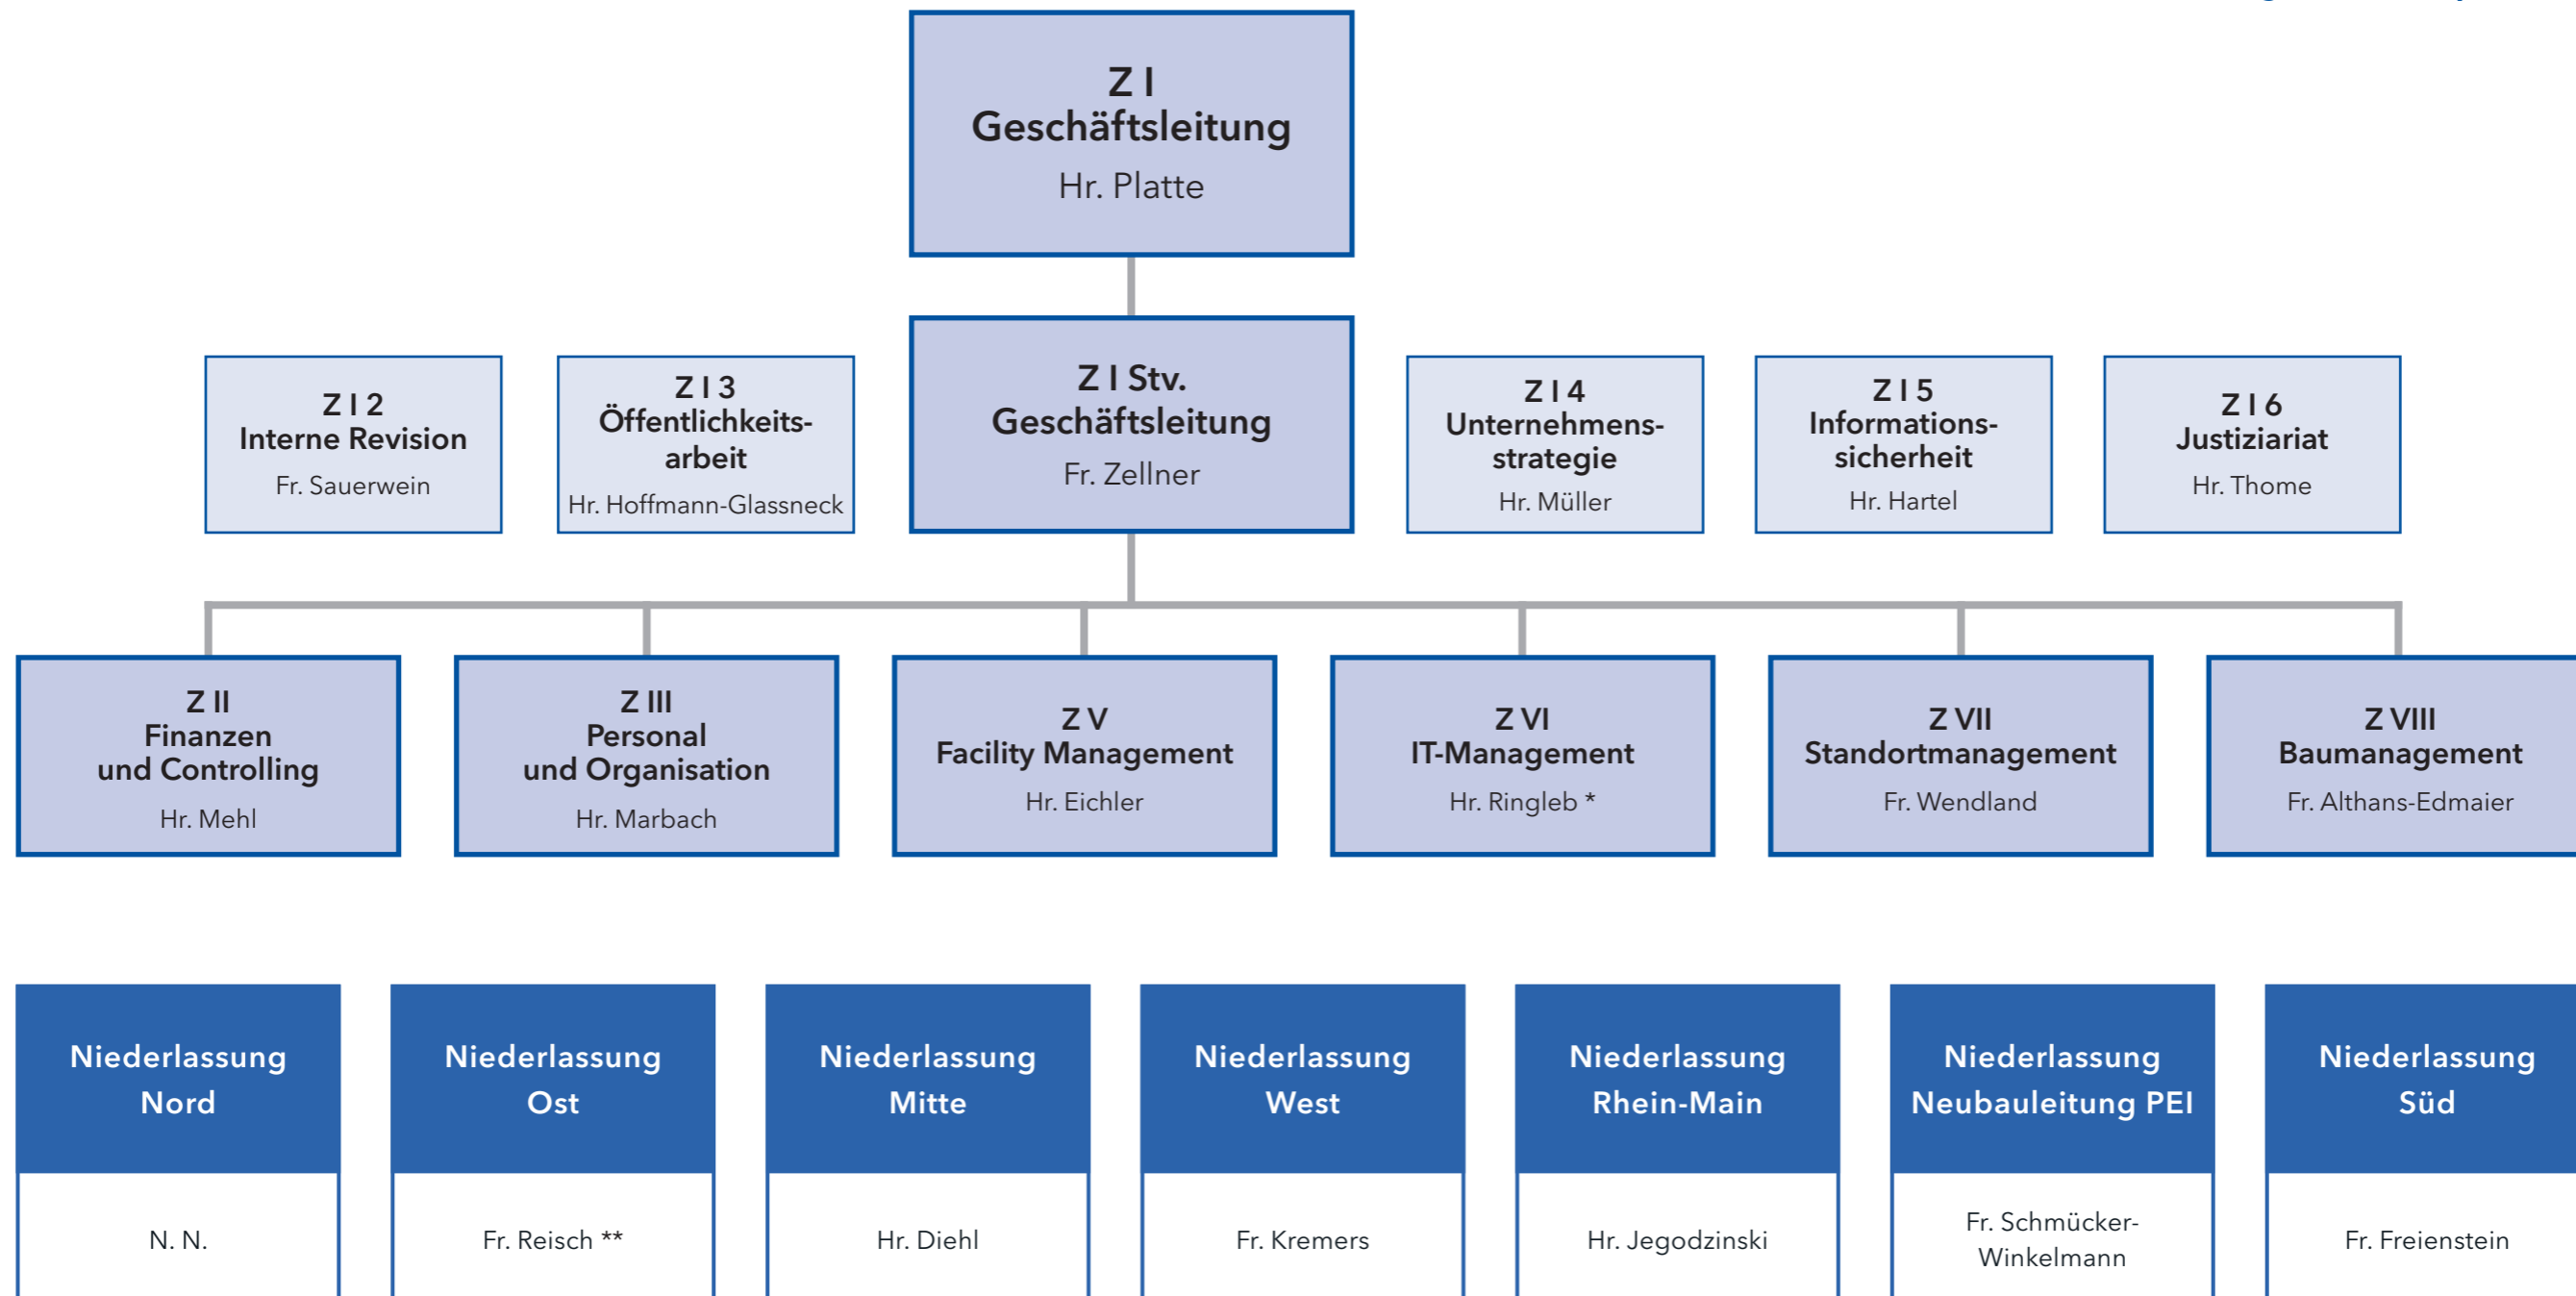 Z I
Geschäftsleitung
Hr. Platte
Z I 2
Interne Revision
Fr. Sauerwein
Z I 3
Öffentlichkeits-
arbeit
Hr. Hoffmann-Glassneck
Z I Stv.
Geschäftsleitung
Fr. Zellner
Z I 4
Unternehmens-
strategie
Hr. Müller
Z I 5
Informations-
sicherheit
Hr. Hartel
Z I 6
Justiziariat
Hr. Thome
Z II
Finanzen
und Controlling
Hr. Mehl
Z III
Personal
und Organisation
Hr. Marbach
Z V
Facility Management
Hr. Eichler
Z VI
IT-Management
Hr. Ringleb *
Z VII
Standortmanagement
Fr. Wendland
Z VIII
Baumanagement
Fr. Althans-Edmaier
Niederlassung
Nord
N. N.
Niederlassung
Ost
Fr. Reisch **
Niederlassung
Mitte
Hr. Diehl
Niederlassung
West
Fr. Kremers
Niederlassung
Rhein-Main
Hr. Jegodzinski
Niederlassung
Neubauleitung PEI
Fr. Schmücker-
Winkelmann
Niederlassung
Süd
Fr. Freienstein